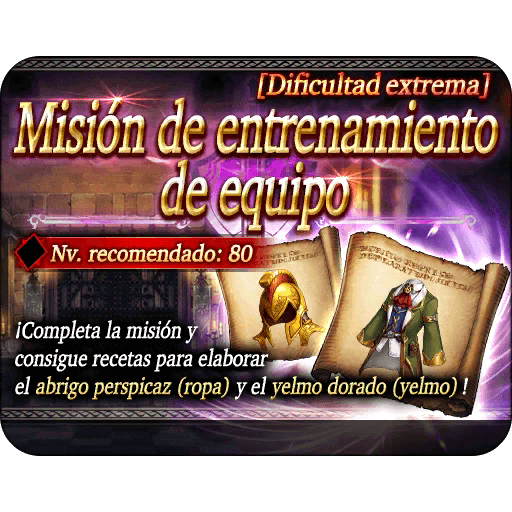 [Dificultad extrema]
Misión de entrenamiento
de equipo
Nv. recomendado: 80
¡Completa la misión y
consigue recetas para elaborar
el abrigo perspicaz (ropa) y el yelmo dorado (yelmo) !